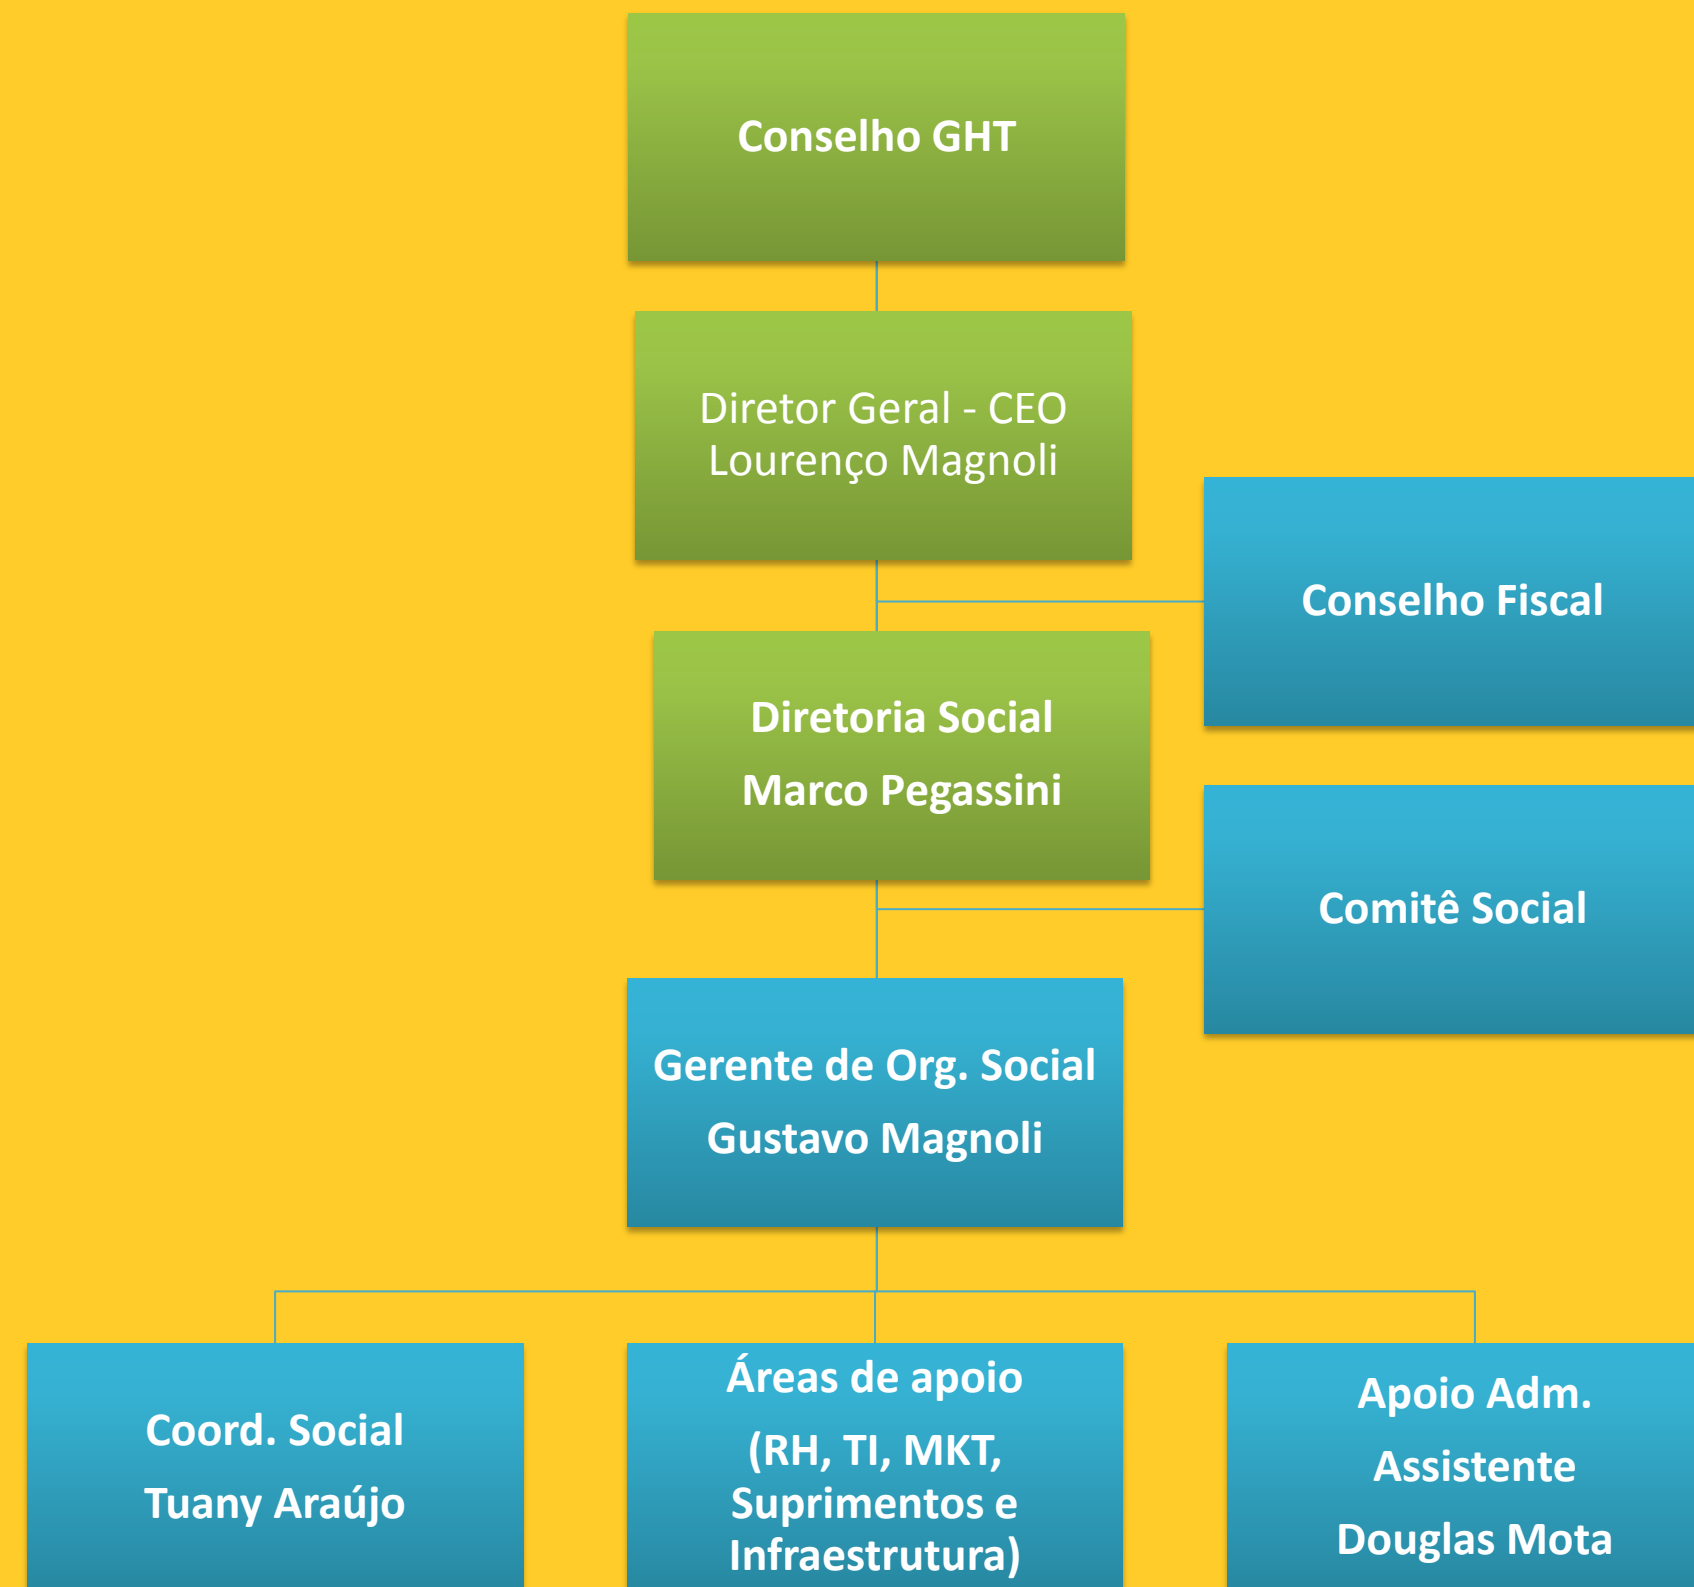 Conselho GHT
Diretor Geral - CEO
Lourenço Magnoli
Conselho Fiscal
Diretoria Social
Marco Pegassini
Comitê Social
Gerente de Org. Social
Gustavo Magnoli
Coord. Social
Tuany Araújo
Áreas de apoio
(RH, TI, MKT,
Suprimentos e
Infraestrutura)
Apoio Adm.
Assistente
Douglas Mota